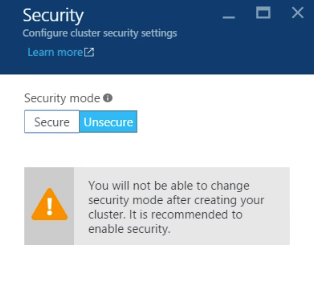 Security
Configure cluster security settings
Learn more
Security mode
Secure Unsecure
You will not be able to change
security mode after creating your
cluster. It is recommended to
enable security.